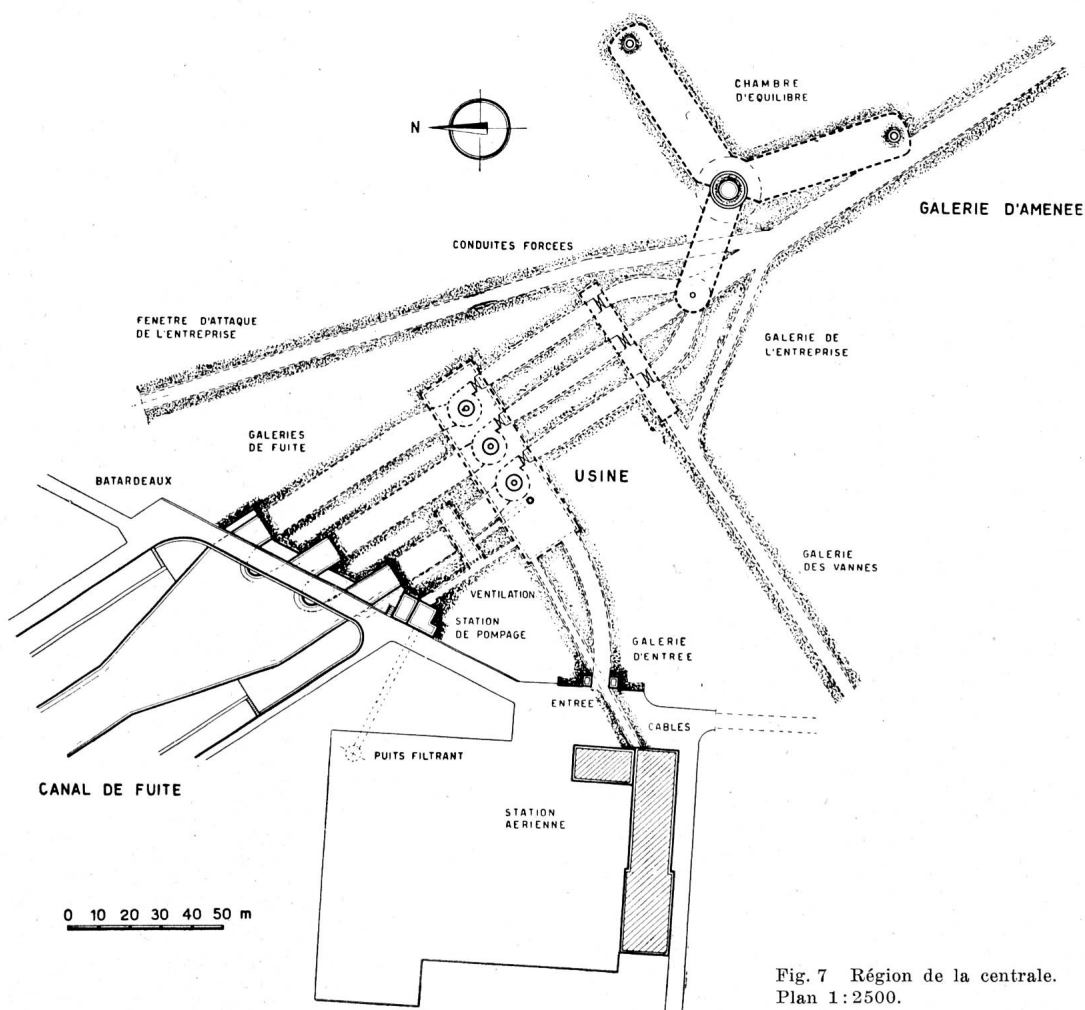 CHAMBRE
D'EQUILIBRE
N
GALERIE D'AMENEE
CONDUITES FORCEES
FENETRE D'ATTAQUE
DE L'ENTREPRISE
GALERIE DE
L'ENTREPRISE
GALERIES
DE FUITE
BATARDEAUX
USINE
GALERIE
DES VANNES
VENTILATION
STATION
DE POMPAGE
GALERIE
D'ENTREE
ENTREE
CABLES
PUITS FILTRANT
CANAL DE FUITE
STATION
AERIENNE
0 10 20 30 40 50 m
Fig. 7 Région de la centrale.
Plan 1:2500.